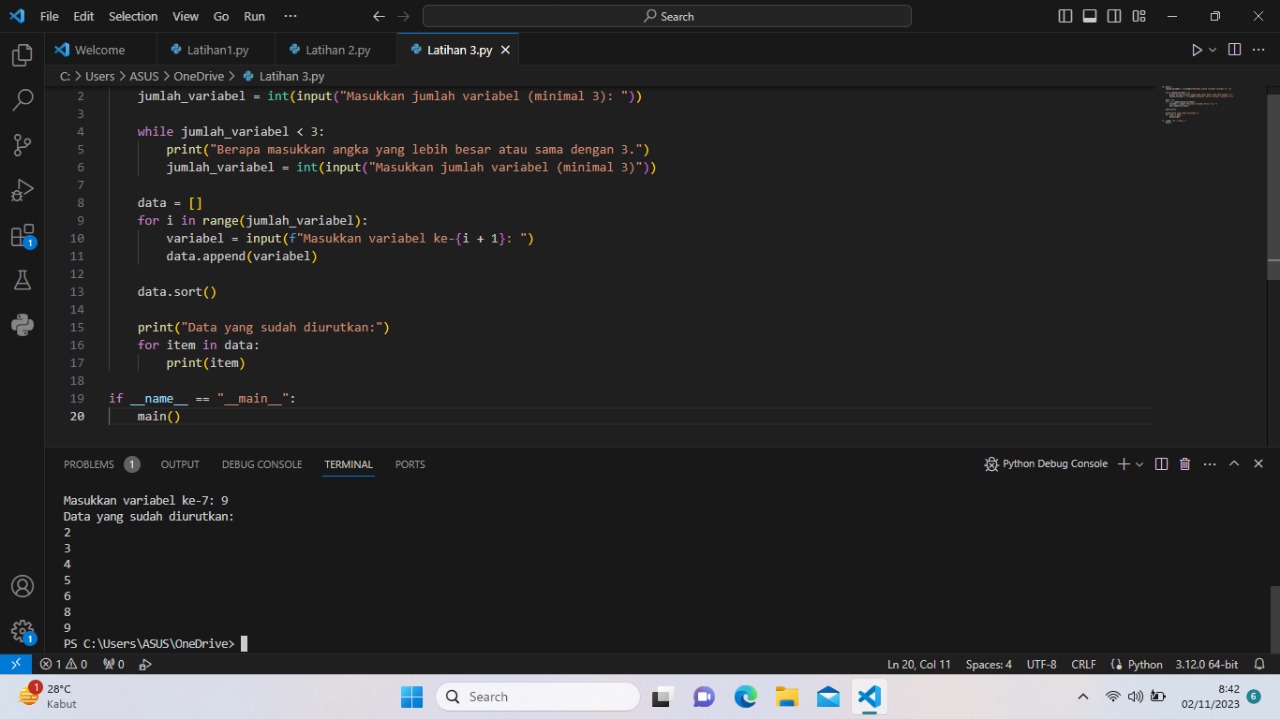 File Edit Selection View Go Run ··· Search
Welcome Latihan1.py Latihan 2.py Latihan 3.py
C: > Users > ASUS > OneDrive > Latihan 3.py
2 jumlah_variabel = int(input("Masukkan jumlah variabel (minimal 3): "))
3
4 while jumlah_variabel < 3:
5 print("Berapa masukkan angka yang lebih besar atau sama dengan 3.")
6 jumlah_variabel = int(input("Masukkan jumlah variabel (minimal 3)"))
7
8 data = []
9 for i in range(jumlah_variabel):
10 variabel = input(f"Masukkan variabel ke-{i + 1}: ")
11 data.append(variabel)
12
13 data.sort()
14
15 print("Data yang sudah diurutkan:")
16 for item in data:
17 print(item)
18
19 if __name__ == "__main__":
20 main()
PROBLEMS 1 OUTPUT DEBUG CONSOLE TERMINAL PORTS Python Debug Console
Masukkan variabel ke-7: 9
Data yang sudah diurutkan:
2
3
4
5
6
8
9
PS C:\Users\ASUS\OneDrive>
1
1
1 0 0 Ln 20, Col 11 Spaces: 4 UTF-8 CRLF Python 3.12.0 64-bit
1 28°C Search 8:42
Kabut 02/11/2023 6